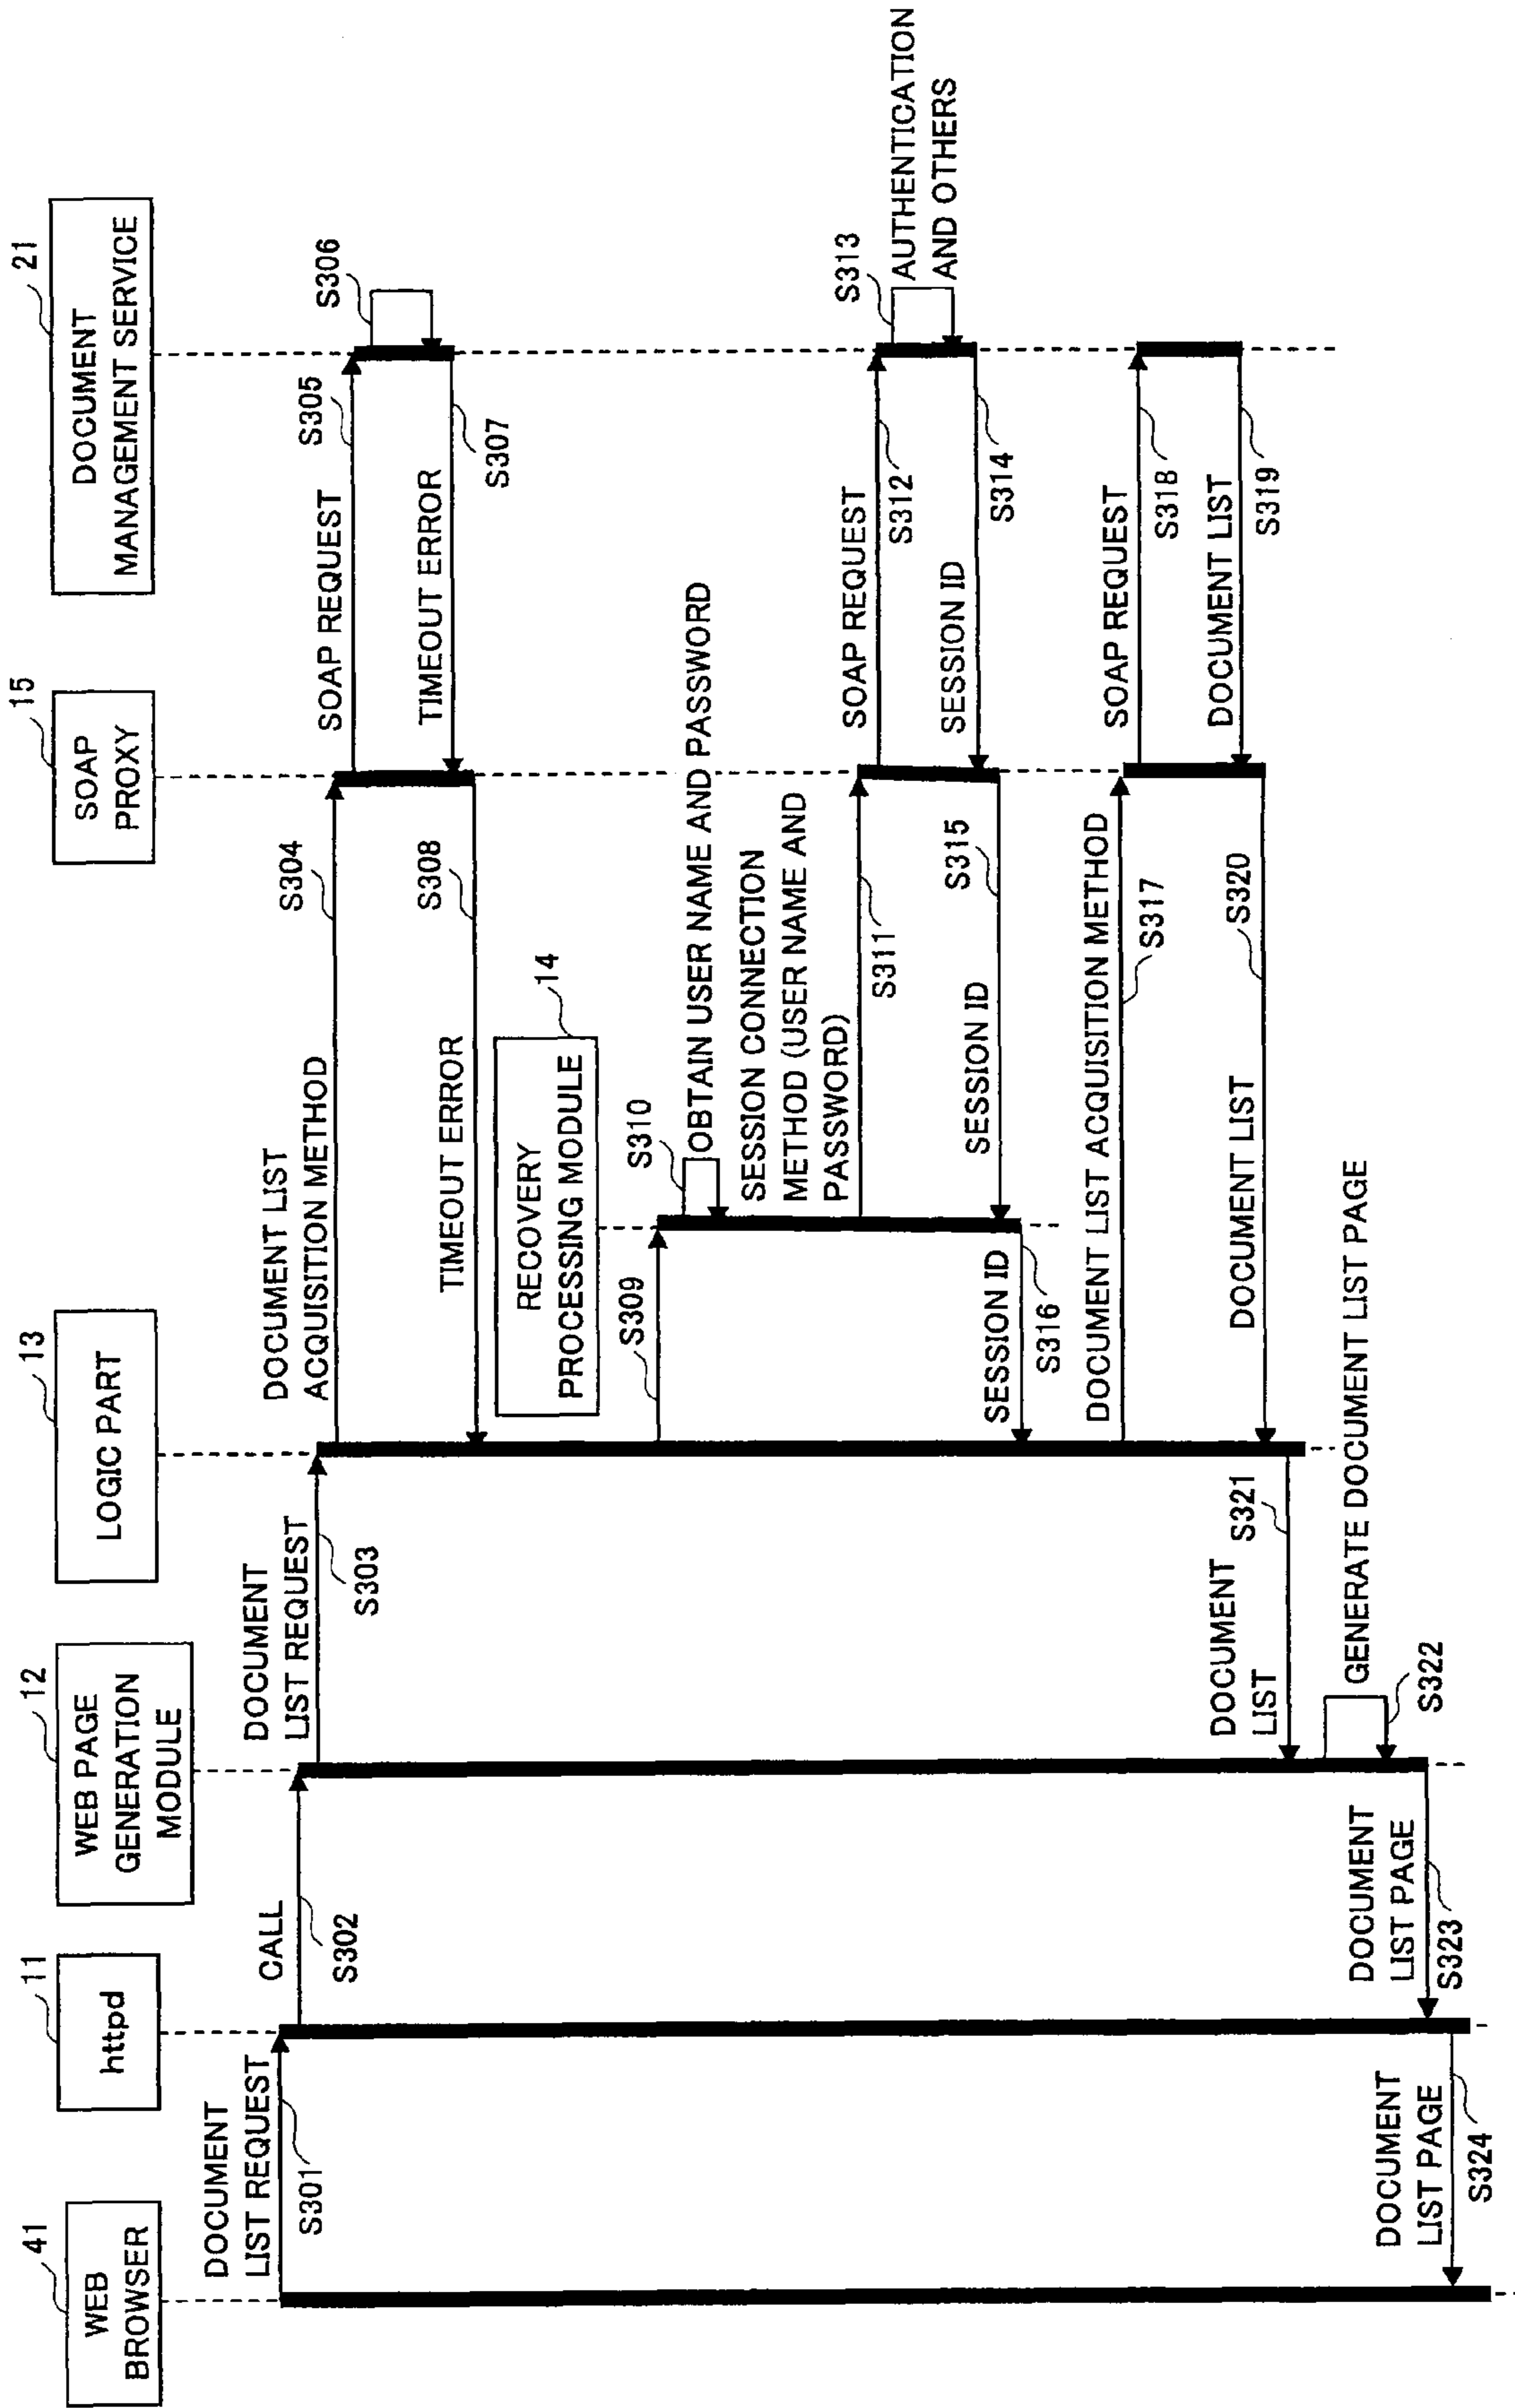 41
WEB
BROWSER
11
httpd
12
WEB PAGE
GENERATION
MODULE
13
LOGIC PART
15
SOAP
PROXY
21
DOCUMENT
MANAGEMENT SERVICE
DOCUMENT
LIST REQUEST
S301
CALL
S302
DOCUMENT
LIST REQUEST
S303
DOCUMENT LIST
ACQUISITION METHOD
S304
SOAP REQUEST
S305
S306
TIMEOUT ERROR
S307
TIMEOUT ERROR
S308
RECOVERY
PROCESSING MODULE
14
S309
S310
OBTAIN USER NAME AND PASSWORD
SESSION CONNECTION
METHOD (USER NAME AND
PASSWORD)
S311
SOAP REQUEST
S312
S313
AUTHENTICATION
AND OTHERS
SESSION ID
S314
SESSION ID
S315
SESSION ID
S316
DOCUMENT LIST ACQUISITION METHOD
S317
SOAP REQUEST
S318
DOCUMENT LIST
S319
DOCUMENT LIST
S320
DOCUMENT
LIST
S321
GENERATE DOCUMENT LIST PAGE
S322
DOCUMENT
LIST PAGE
S323
DOCUMENT
LIST PAGE
S324